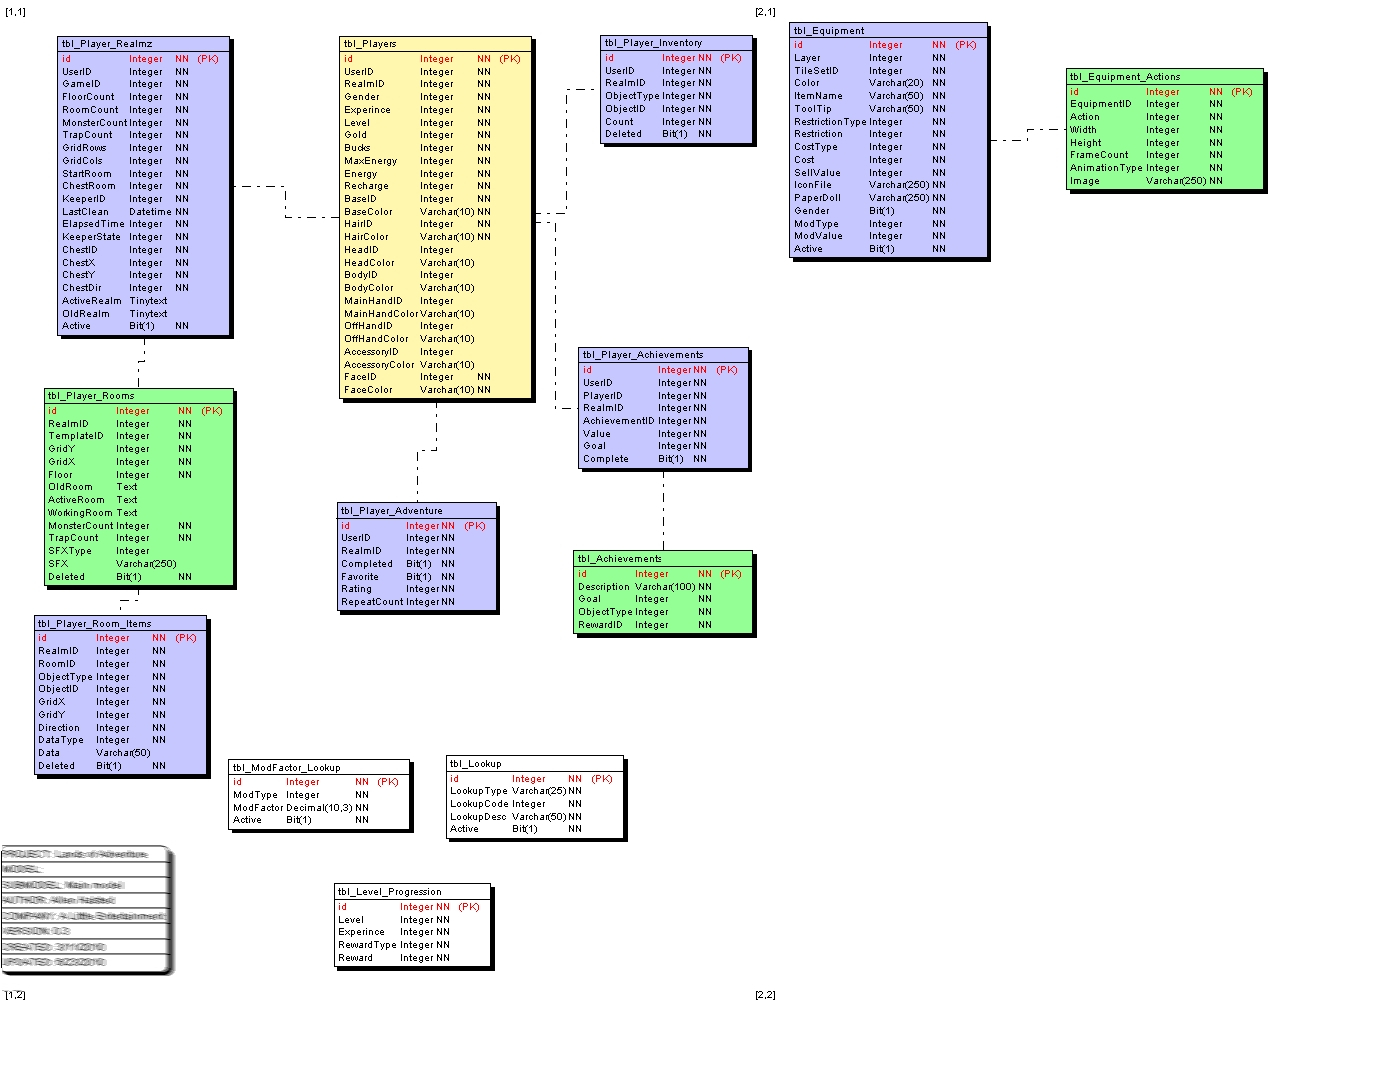 [1,1]
[2,1]
tbl_Player_Realmz
id Integer NN (PK)
UserID Integer NN
GameID Integer NN
FloorCount Integer NN
RoomCount Integer NN
MonsterCount Integer NN
TrapCount Integer NN
GridRows Integer NN
GridCols Integer NN
StartRoom Integer NN
ChestRoom Integer NN
KeeperID Integer NN
LastClean Datetime NN
ElapsedTime Integer NN
KeeperState Integer NN
ChestID Integer NN
ChestX Integer NN
ChestY Integer NN
ChestDir Integer NN
ActiveRealm Tinytext
OldRealm Tinytext
Active Bit(1) NN
tbl_Players
id Integer NN (PK)
UserID Integer NN
RealmID Integer NN
Gender Integer NN
Experince Integer NN
Level Integer NN
Gold Integer NN
Bucks Integer NN
MaxEnergy Integer NN
Energy Integer NN
Recharge Integer NN
BaseID Integer NN
BaseColor Varchar(10) NN
HairID Integer NN
HairColor Varchar(10) NN
HeadID Integer
HeadColor Varchar(10)
BodyID Integer
BodyColor Varchar(10)
MainHandID Integer
MainHandColor Varchar(10)
OffHandID Integer
OffHandColor Varchar(10)
AccessoryID Integer
AccessoryColor Varchar(10)
FaceID Integer NN
FaceColor Varchar(10) NN
tbl_Player_Inventory
id Integer NN (PK)
UserID Integer NN
RealmID Integer NN
ObjectType Integer NN
ObjectID Integer NN
Count Integer NN
Deleted Bit(1) NN
tbl_Equipment
id Integer NN (PK)
Layer Integer NN
TileSetID Integer NN
Color Varchar(20) NN
ItemName Varchar(50) NN
ToolTip Varchar(50) NN
RestrictionType Integer NN
Restriction Integer NN
CostType Integer NN
Cost Integer NN
SellValue Integer NN
IconFile Varchar(250) NN
PaperDoll Varchar(250) NN
Gender Bit(1) NN
ModType Integer NN
ModValue Integer NN
Active Bit(1) NN
tbl_Equipment_Actions
id Integer NN (PK)
EquipmentID Integer NN
Action Integer NN
Width Integer NN
Height Integer NN
FrameCount Integer NN
AnimationType Integer NN
Image Varchar(250) NN
tbl_Player_Rooms
id Integer NN (PK)
RealmID Integer NN
TemplateID Integer NN
GridY Integer NN
GridX Integer NN
Floor Integer NN
OldRoom Text
ActiveRoom Text
WorkingRoom Text
MonsterCount Integer NN
TrapCount Integer NN
SFXType Integer
SFX Varchar(250)
Deleted Bit(1) NN
tbl_Player_Achievements
id Integer NN (PK)
UserID Integer NN
PlayerID Integer NN
RealmID Integer NN
AchievementID Integer NN
Value Integer NN
Goal Integer NN
Complete Bit(1) NN
tbl_Player_Adventure
id Integer NN (PK)
UserID Integer NN
RealmID Integer NN
Completed Bit(1) NN
Favorite Bit(1) NN
Rating Integer NN
RepeatCount Integer NN
tbl_Achievements
id Integer NN (PK)
Description Varchar(100) NN
Goal Integer NN
ObjectType Integer NN
RewardID Integer NN
tbl_Player_Room_Items
id Integer NN (PK)
RealmID Integer NN
RoomID Integer NN
ObjectType Integer NN
ObjectID Integer NN
GridX Integer NN
GridY Integer NN
Direction Integer NN
DataType Integer NN
Data Varchar(50)
Deleted Bit(1) NN
tbl_ModFactor_Lookup
id Integer NN (PK)
ModType Integer NN
ModFactor Decimal(10,3) NN
Active Bit(1) NN
tbl_Lookup
id Integer NN (PK)
LookupType Varchar(25) NN
LookupCode Integer NN
LookupDesc Varchar(50) NN
Active Bit(1) NN
PROJECT: Lands of Adventure
MODEL:
SUBMODEL: Main model
AUTHOR: Allen
COMPANY: A Little Entertainment
VERSION: 0.3
CREATED:
UPDATED:
tbl_Level_Progression
id Integer NN (PK)
Level Integer NN
Experince Integer NN
RewardType Integer NN
Reward Integer NN
[1,2]
[2,2]